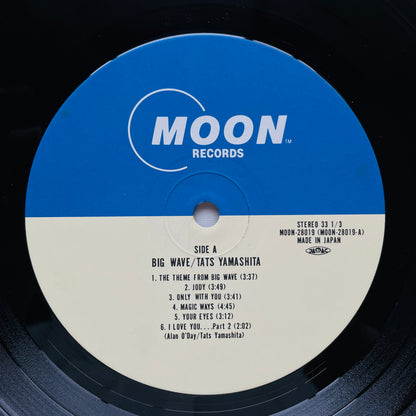 MOON
TM
RECORDS
STEREO 33 1/3
MOON-28019 (MOON-28019-A)
MADE IN JAPAN
SIDE A
BIG WAVE/TATS YAMASHITA
1. THE THEME FROM BIG WAVE (3:37)
2. JODY (3:49)
3. ONLY WITH YOU (3:41)
4. MAGIC WAYS (4:45)
5. YOUR EYES (3:12)
6. I LOVE YOU....Part 2 (2:02)
(Alan O'Day/Tats Yamashita)